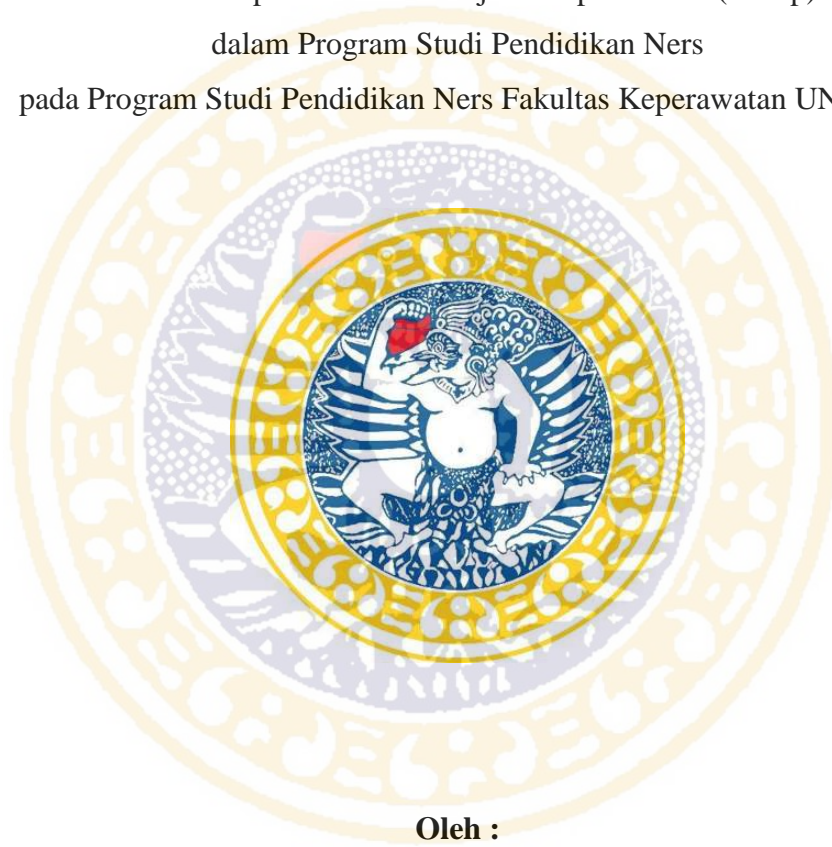 dalam Program Studi Pendidikan Ners
pada Program Studi Pendidikan Ners Fakultas Keperawatan
Oleh :